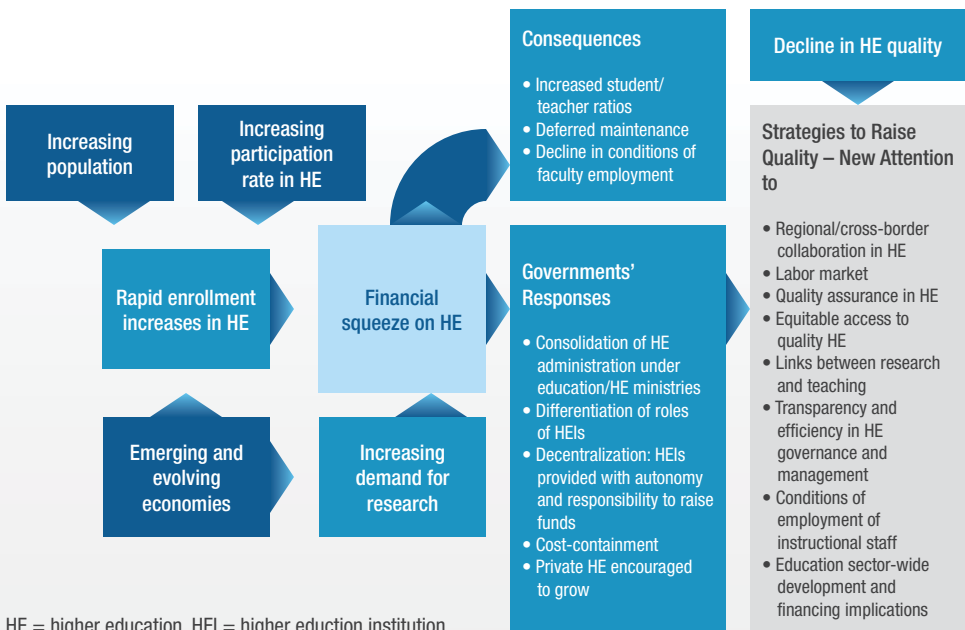 Increasing
population
Increasing
participation
rate in HE
Rapid enrollment
increases in HE
Emerging and
evolving
economies
Financial
squeeze on HE
Increasing
demand for
research
Consequences
• Increased student/
teacher ratios
• Deferred maintenance
• Decline in conditions of
faculty employment
Governments’
Responses
• Consolidation of HE
administration under
education/HE ministries
• Differentiation of roles
of HEIs
• Decentralization: HEIs
provided with autonomy
and responsibility to raise
funds
• Cost-containment
• Private HE encouraged
to grow
Decline in HE quality
Strategies to Raise
Quality – New Attention
to
• Regional/cross-border
collaboration in HE
• Labor market
• Quality assurance in HE
• Equitable access to
quality HE
• Links between research
and teaching
• Transparency and
efficiency in HE
governance and
management
• Conditions of
employment of
instructional staff
• Education sector-wide
development and
financing implications
HE = higher education, HEI = higher eduction institution